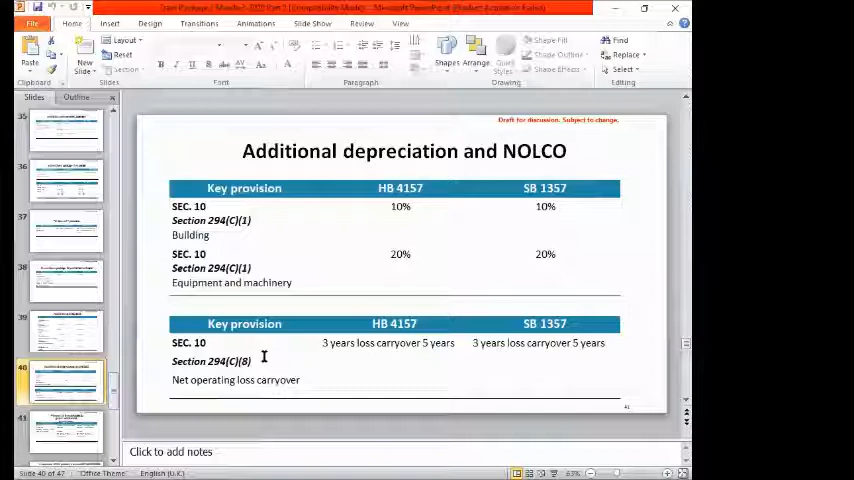 File
Home
Insert
Design
Transitions
Animations
Slide Show
Review
View
Paste
Clipboard
New
Slide
Layout
Reset
Section
Slides
Font
Paragraph
Shapes
Arrange
Quick
Styles
Shape Fill
Shape Outline
Shape Effects
Drawing
Find
Replace
Select
Editing
Slides
Outline
35
36
37
38
39
40
41
Draft for discussion. Subject to change.
Additional depreciation and NOLCO
Key provision HB 4157 SB 1357
SEC. 10 10% 10%
Section 294(C)(1)
Building
SEC. 10 20% 20%
Section 294(C)(1)
Equipment and machinery
Key provision HB 4157 SB 1357
SEC. 10 3 years loss carryover 5 years 3 years loss carryover 5 years
Section 294(C)(8)
Net operating loss carryover
Click to add notes
Slide 40 of 47
"Office Theme"
English (U.K.)
63%